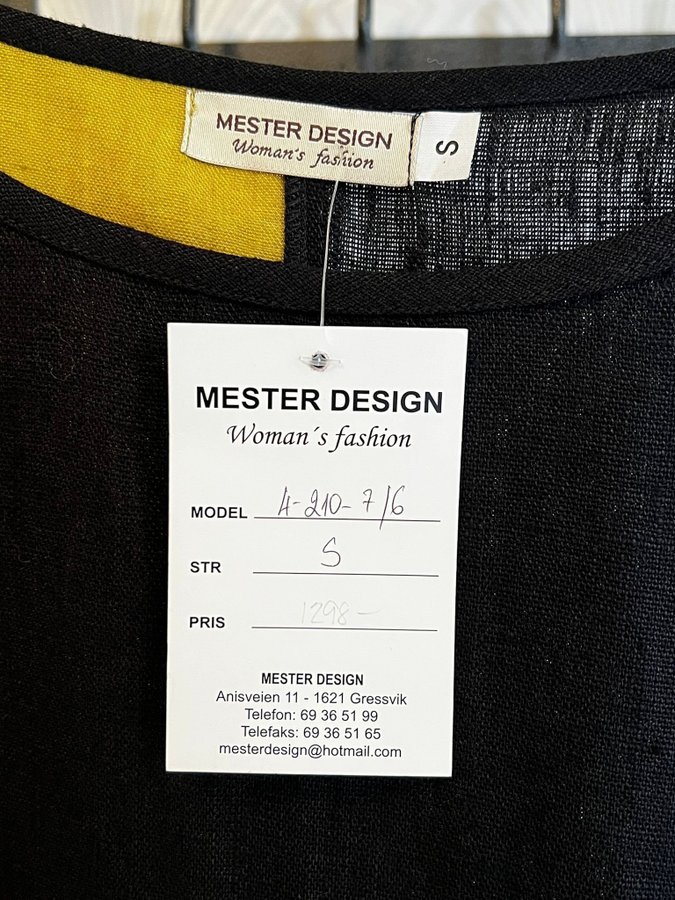 MESTER DESIGN
Woman's fashion
S
MESTER DESIGN
Woman´s fashion
MODEL 4-210-7/6
STR S
PRIS 1298-
MESTER DESIGN
Anisveien 11 - 1621 Gressvik
Telefon: 69 36 51 99
Telefaks: 69 36 51 65
mesterdesign@hotmail.com